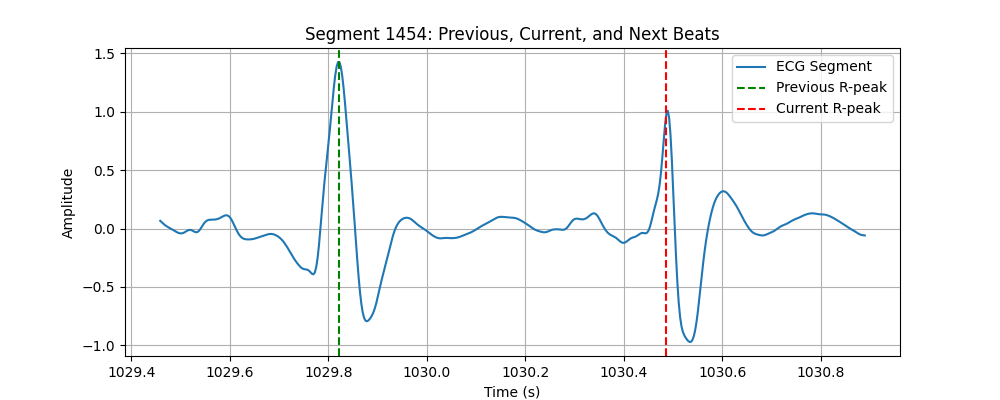 Segment 1454: Previous, Current, and Next Beats
ECG Segment
Previous R-peak
Current R-peak
1.5
1.0
0.5
0.0
−0.5
−1.0
Amplitude
1029.4 1029.6 1029.8 1030.0 1030.2 1030.4 1030.6 1030.8
Time (s)